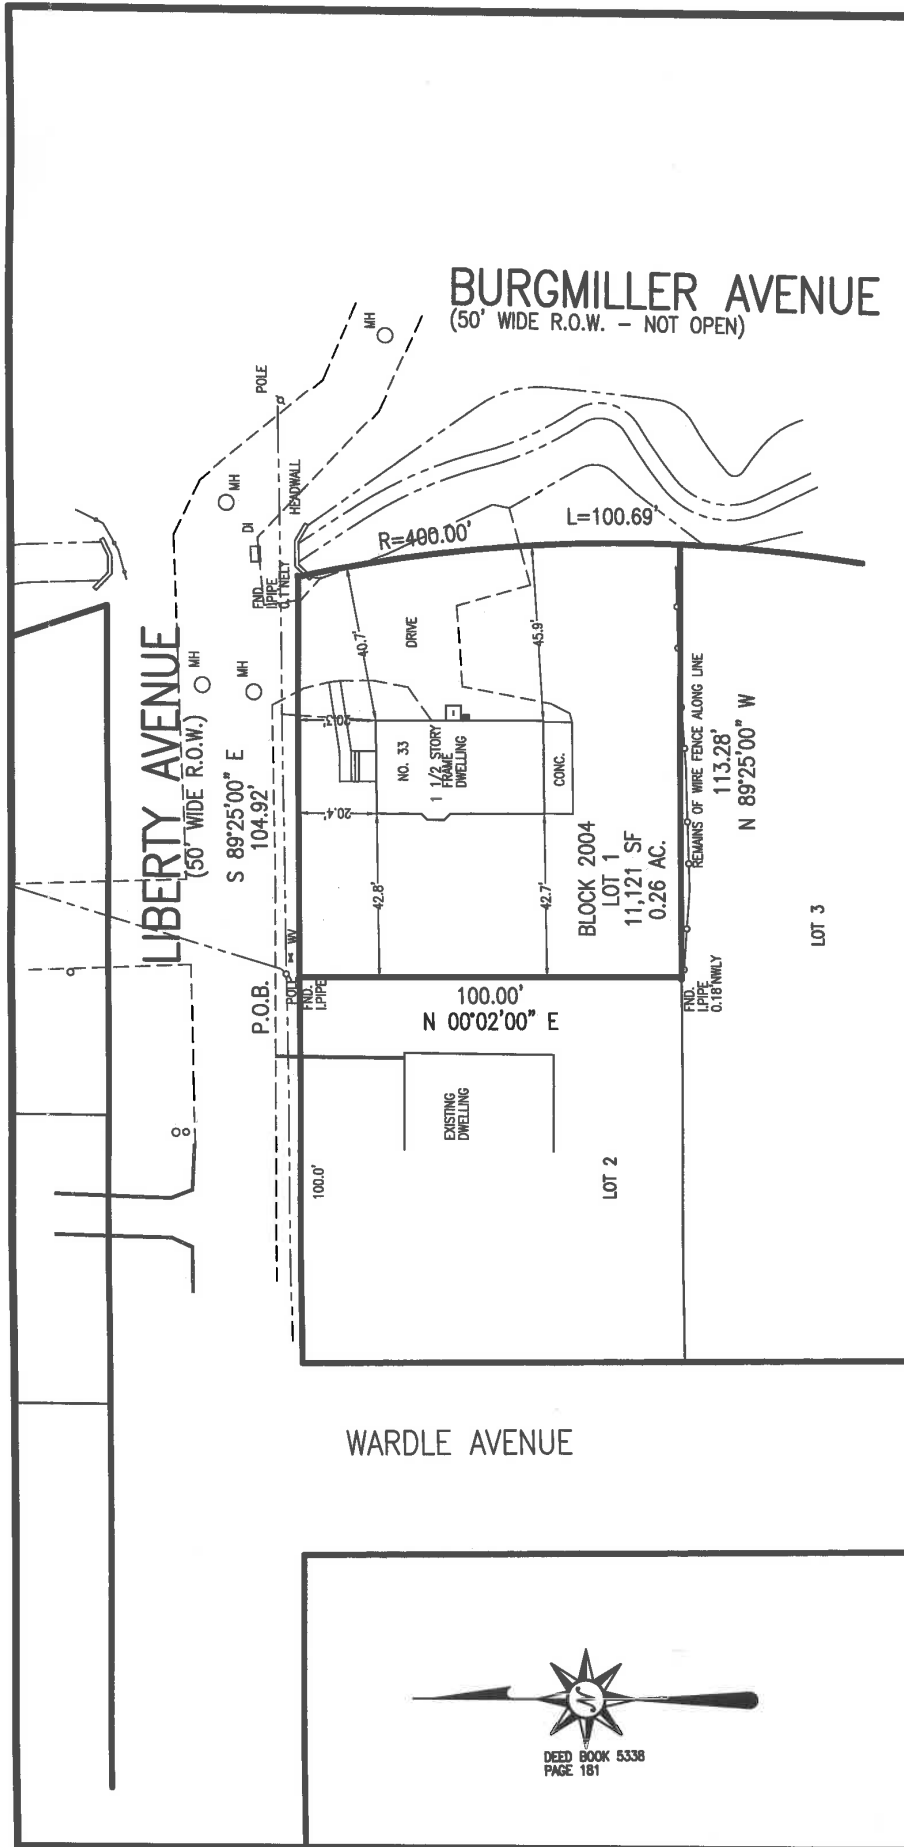 BURGMILLER AVENUE
(50' WIDE R.O.W. - NOT OPEN)
MH
POLE
MH
HEADWALL
DI
R=400.00'
L=100.69'
FND.
I.PIPE
0.1'NELY
LIBERTY AVENUE
(50' WIDE R.O.W.)
MH
MH
S 89°25'00" E
104.92'
40.7'
DRIVE
45.9'
20.3'
NO. 33
1 1/2 STORY
FRAME
DWELLING
CONC.
20.4'
42.8'
42.7'
BLOCK 2004
LOT 1
11,121 SF
0.26 AC.
REMAINS OF WIRE FENCE ALONG LINE
113.28'
N 89°25'00" W
LOT 3
WV
P.O.B.
POLE
FND.
I.PIPE
100.00'
N 00°02'00" E
FND.
I.PIPE
0.18'NWLY
EXISTING
DWELLING
100.0'
LOT 2
WARDLE AVENUE
N
DEED BOOK 5338
PAGE 181